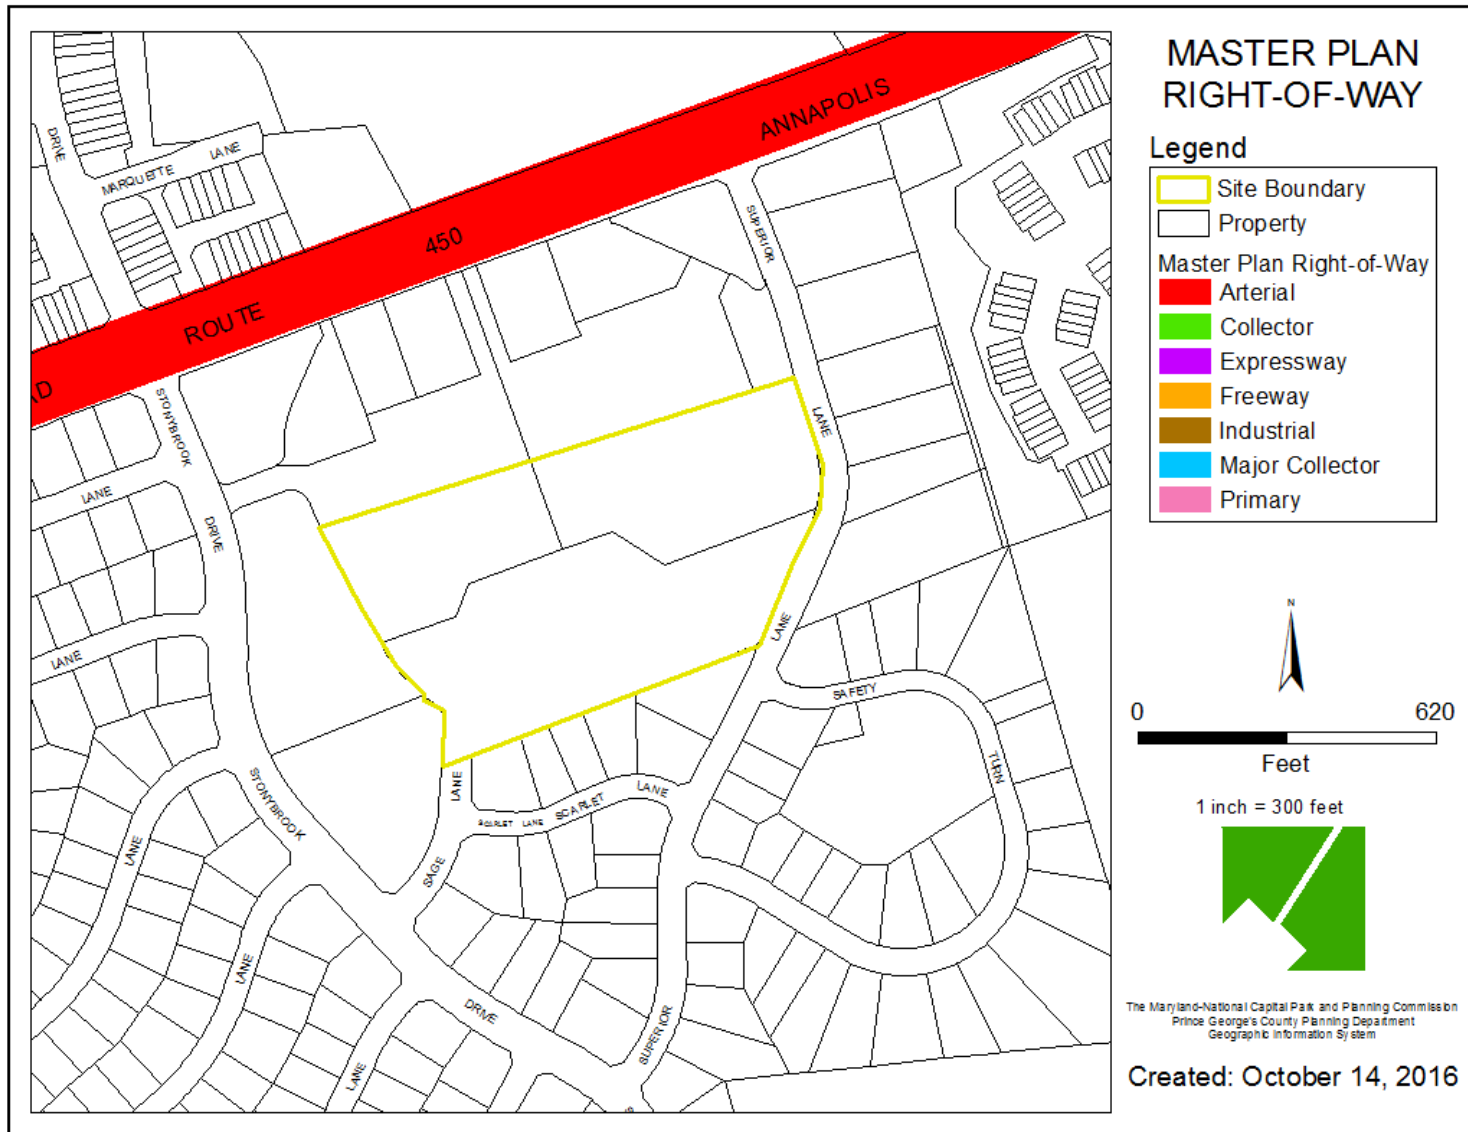 MASTER PLAN
RIGHT-OF-WAY
Legend
Site Boundary
Property
Master Plan Right-of-Way
Arterial
Collector
Expressway
Freeway
Industrial
Major Collector
Primary
N
0 620
Feet
1 inch = 300 feet
The Maryland-National Capital Park and Planning Commission
Prince George's County Planning Department
Geographic Information System
Created: October 14, 2016
ANNAPOLIS
450
ROUTE
DRIVE
MARQUETTE LANE
SUPERIOR
LANE
STONYBROOK
DRIVE
LANE
LANE
LANE
SAFETY
TURN
LANE
SCARLET LANE
SCARLET LANE
SAGE
STONYBROOK
LANE
LANE
DRIVE
SUPERIOR
LANE